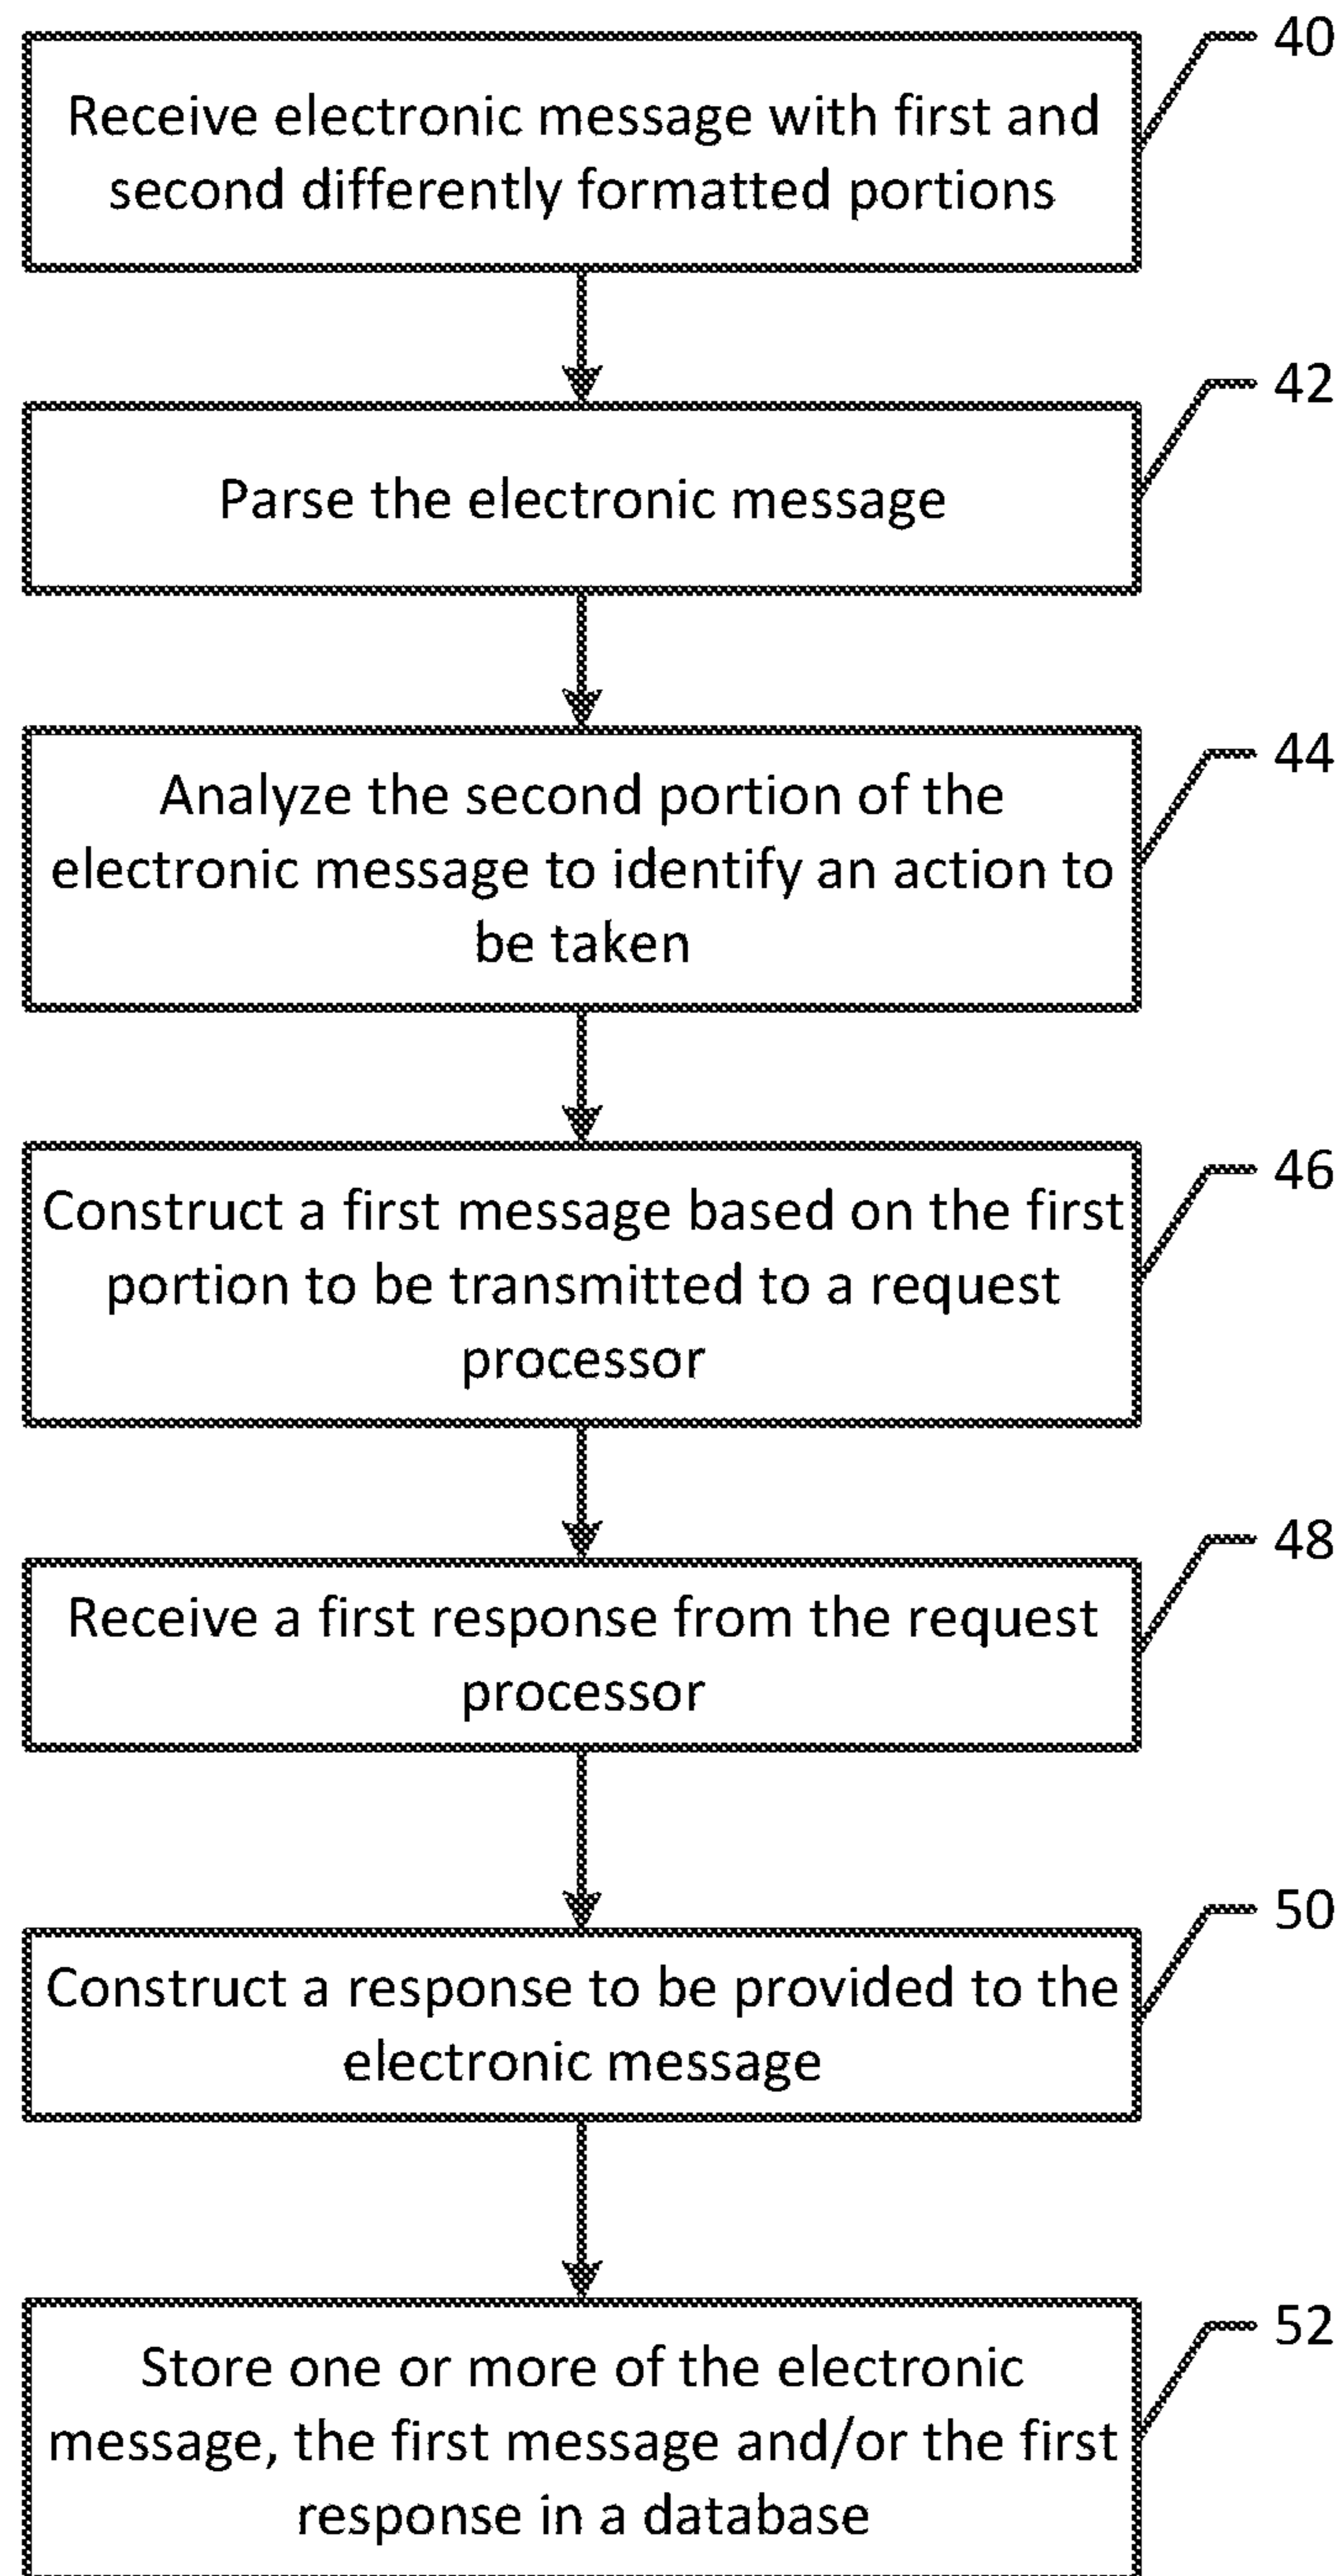 40
Receive electronic message with first and
second differently formatted portions
42
Parse the electronic message
44
Analyze the second portion of the
electronic message to identify an action to
be taken
46
Construct a first message based on the first
portion to be transmitted to a request
processor
48
Receive a first response from the request
processor
50
Construct a response to be provided to the
electronic message
52
Store one or more of the electronic
message, the first message and/or the first
response in a database